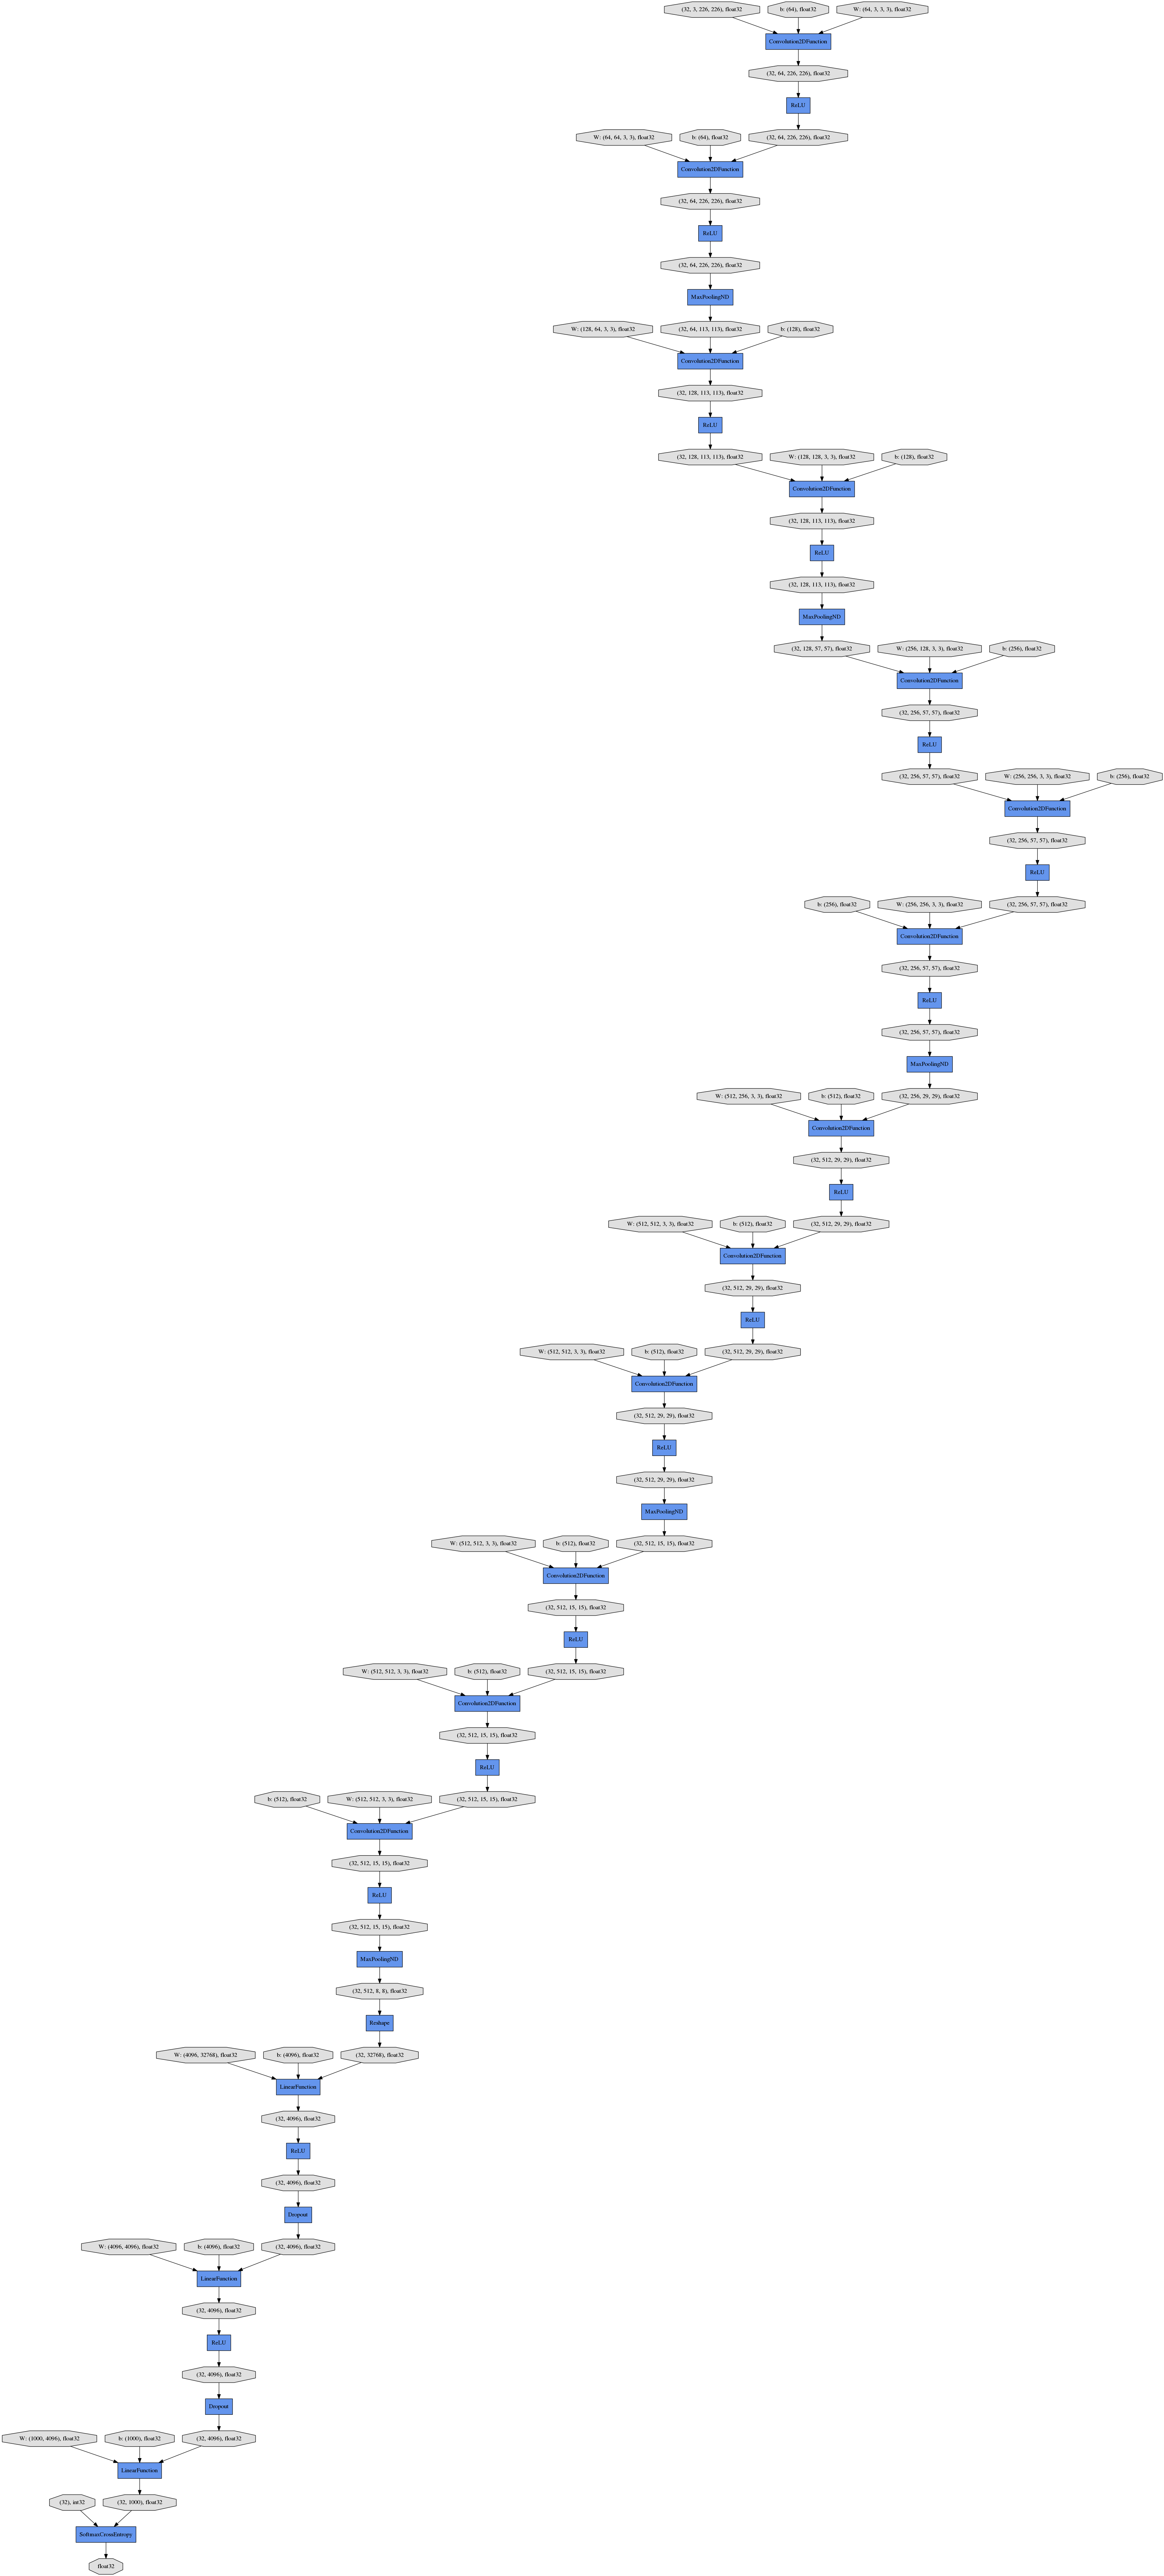 (32, 3, 226, 226), float32
b: (64), float32
W: (64, 3, 3, 3), float32
Convolution2DFunction
(32, 64, 226, 226), float32
ReLU
W: (64, 64, 3, 3), float32
b: (64), float32
(32, 64, 226, 226), float32
Convolution2DFunction
(32, 64, 226, 226), float32
ReLU
(32, 64, 226, 226), float32
MaxPoolingND
W: (128, 64, 3, 3), float32
(32, 64, 113, 113), float32
b: (128), float32
Convolution2DFunction
(32, 128, 113, 113), float32
ReLU
(32, 128, 113, 113), float32
W: (128, 128, 3, 3), float32
b: (128), float32
Convolution2DFunction
(32, 128, 113, 113), float32
ReLU
(32, 128, 113, 113), float32
MaxPoolingND
(32, 128, 57, 57), float32
W: (256, 128, 3, 3), float32
b: (256), float32
Convolution2DFunction
(32, 256, 57, 57), float32
ReLU
(32, 256, 57, 57), float32
W: (256, 256, 3, 3), float32
b: (256), float32
Convolution2DFunction
(32, 256, 57, 57), float32
ReLU
b: (256), float32
W: (256, 256, 3, 3), float32
(32, 256, 57, 57), float32
Convolution2DFunction
(32, 256, 57, 57), float32
ReLU
(32, 256, 57, 57), float32
MaxPoolingND
W: (512, 256, 3, 3), float32
b: (512), float32
(32, 256, 29, 29), float32
Convolution2DFunction
(32, 512, 29, 29), float32
ReLU
W: (512, 512, 3, 3), float32
b: (512), float32
(32, 512, 29, 29), float32
Convolution2DFunction
(32, 512, 29, 29), float32
ReLU
W: (512, 512, 3, 3), float32
b: (512), float32
(32, 512, 29, 29), float32
Convolution2DFunction
(32, 512, 29, 29), float32
ReLU
(32, 512, 29, 29), float32
MaxPoolingND
W: (512, 512, 3, 3), float32
b: (512), float32
(32, 512, 15, 15), float32
Convolution2DFunction
(32, 512, 15, 15), float32
ReLU
W: (512, 512, 3, 3), float32
b: (512), float32
(32, 512, 15, 15), float32
Convolution2DFunction
(32, 512, 15, 15), float32
ReLU
b: (512), float32
W: (512, 512, 3, 3), float32
(32, 512, 15, 15), float32
Convolution2DFunction
(32, 512, 15, 15), float32
ReLU
(32, 512, 15, 15), float32
MaxPoolingND
(32, 512, 8, 8), float32
Reshape
W: (4096, 32768), float32
b: (4096), float32
(32, 32768), float32
LinearFunction
(32, 4096), float32
ReLU
(32, 4096), float32
Dropout
W: (4096, 4096), float32
b: (4096), float32
(32, 4096), float32
LinearFunction
(32, 4096), float32
ReLU
(32, 4096), float32
Dropout
W: (1000, 4096), float32
b: (1000), float32
(32, 4096), float32
LinearFunction
(32), int32
(32, 1000), float32
SoftmaxCrossEntropy
float32